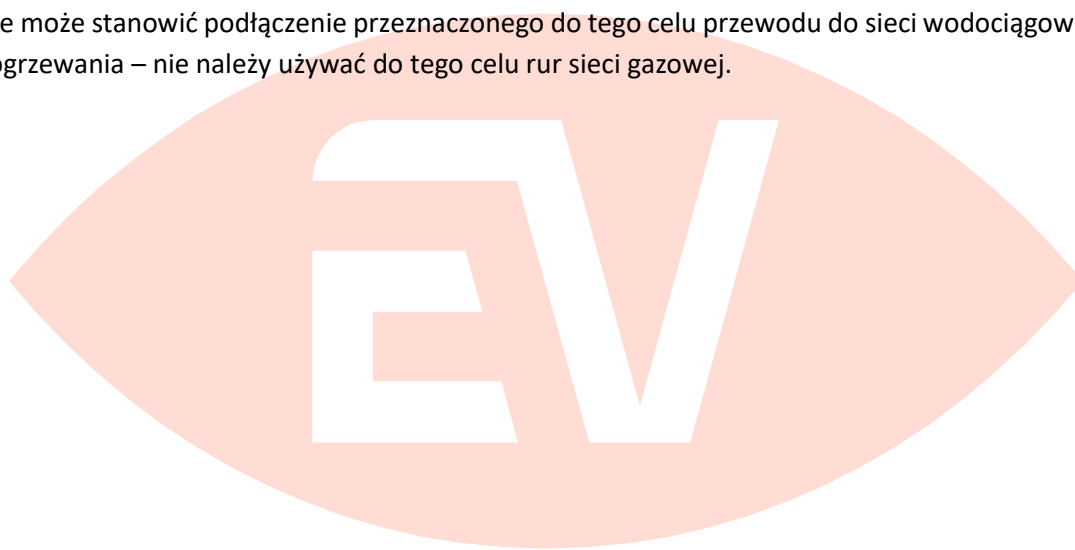 e może stanowić podłączenie przeznaczonego do tego celu przewodu do sieci wodociągow
ogrzewania – nie należy używać do tego celu rur sieci gazowej.
EV